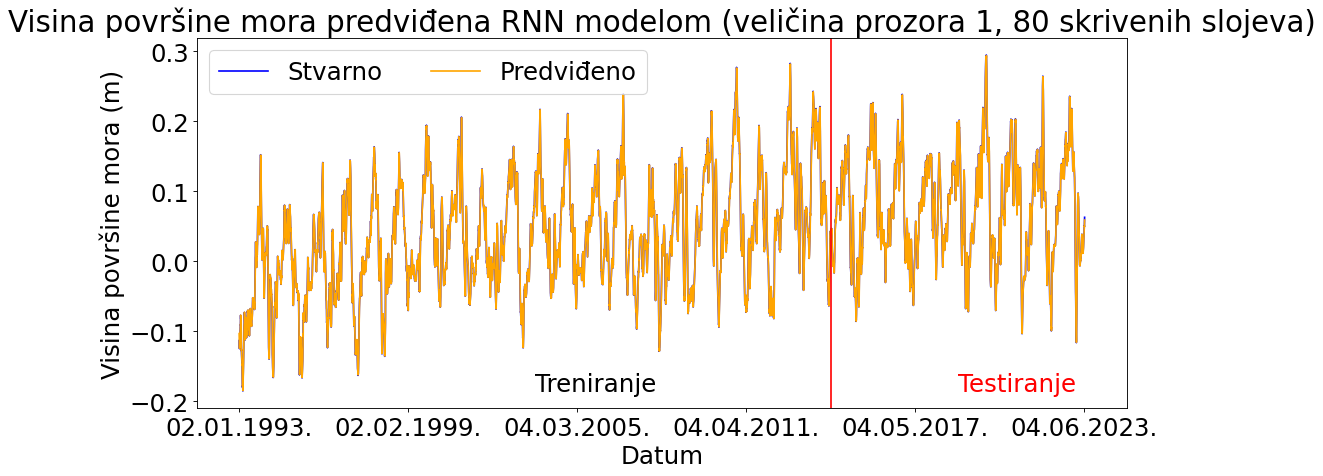 Visina površine mora predviđena RNN modelom (veličina prozora 1, 80 skrivenih slojeva)
Stvarno Predviđeno
Visina površine mora (m)
0.3
0.2
0.1
0.0
−0.1
−0.2
Treniranje Testiranje
02.01.1993. 02.02.1999. 04.03.2005. 04.04.2011. 04.05.2017. 04.06.2023.
Datum